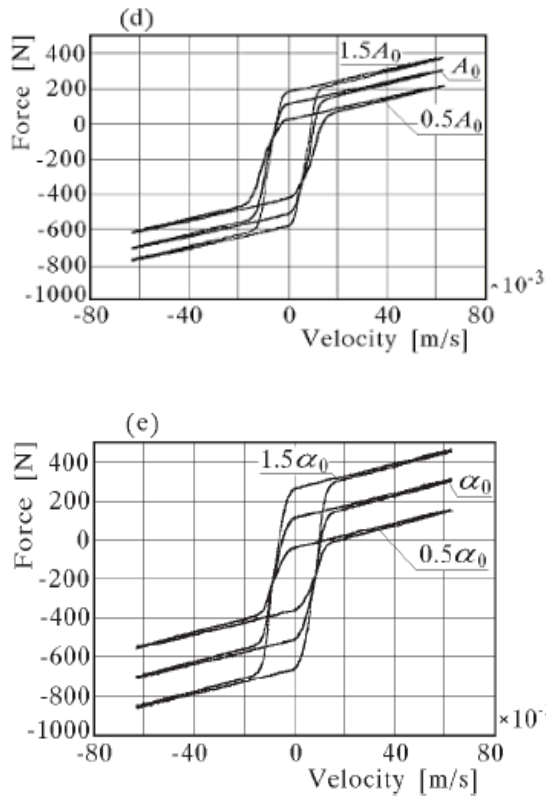 (d)
Force [N]
400
200
0
-200
-400
-600
-800
-1000
1.5A₀
A₀
0.5A₀
-80
-40
0
40
80
^10⁻³
Velocity [m/s]
(e)
Force [N]
400
200
0
-200
-400
-600
-800
-1000
1.5α₀
α₀
0.5α₀
-80
-40
0
40
80
×10⁻
Velocity [m/s]